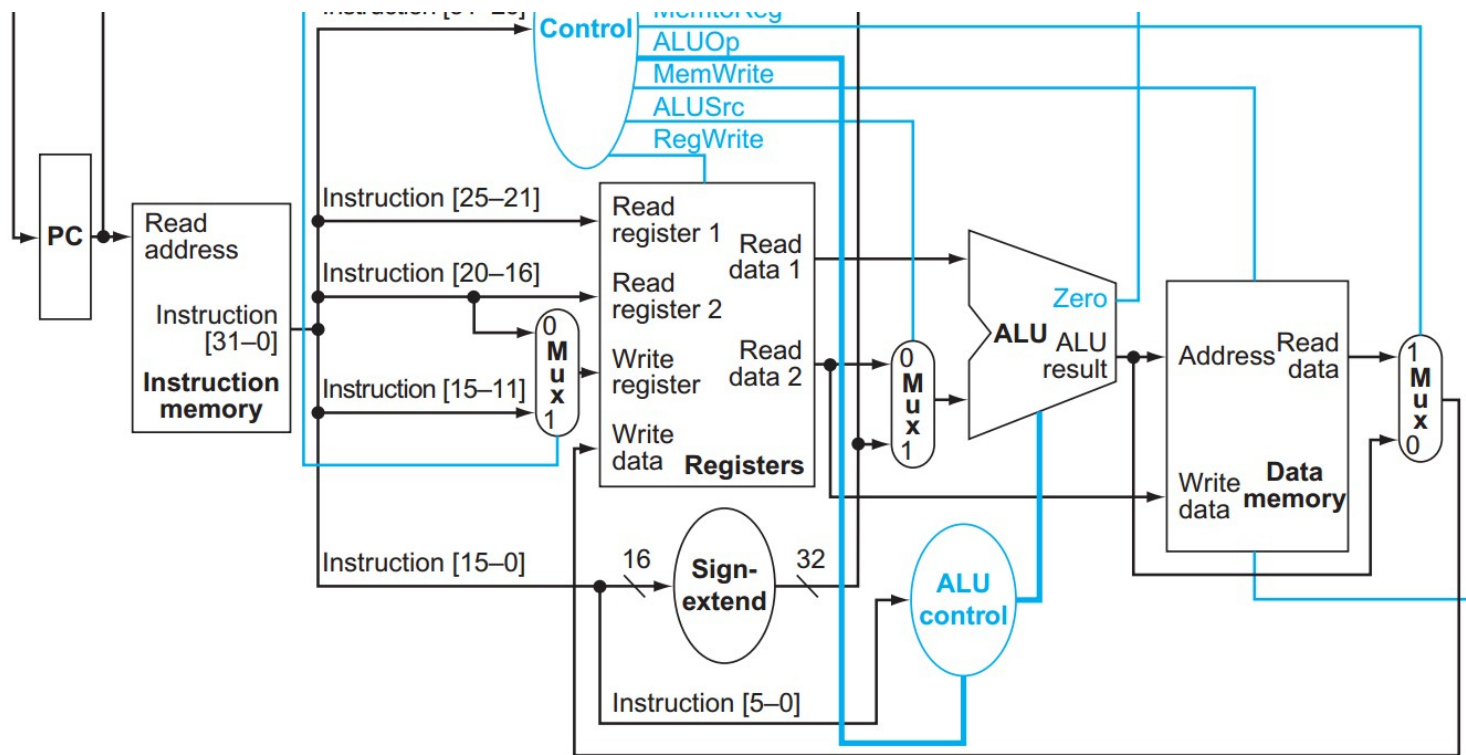 Control
MemtoReg
ALUOp
MemWrite
ALUSrc
RegWrite
PC
Read
address
Instruction
[31–0]
Instruction
memory
Instruction [25–21]
Instruction [20–16]
Instruction [15–11]
0
M
u
x
1
Read
register 1
Read
register 2
Write
register
Write
data
Read
data 1
Read
data 2
Registers
0
M
u
x
1
Zero
ALU
ALU
result
Address
Read
data
Write
data
Data
memory
1
M
u
x
0
Instruction [15–0]
16
Sign-
extend
32
ALU
control
Instruction [5–0]